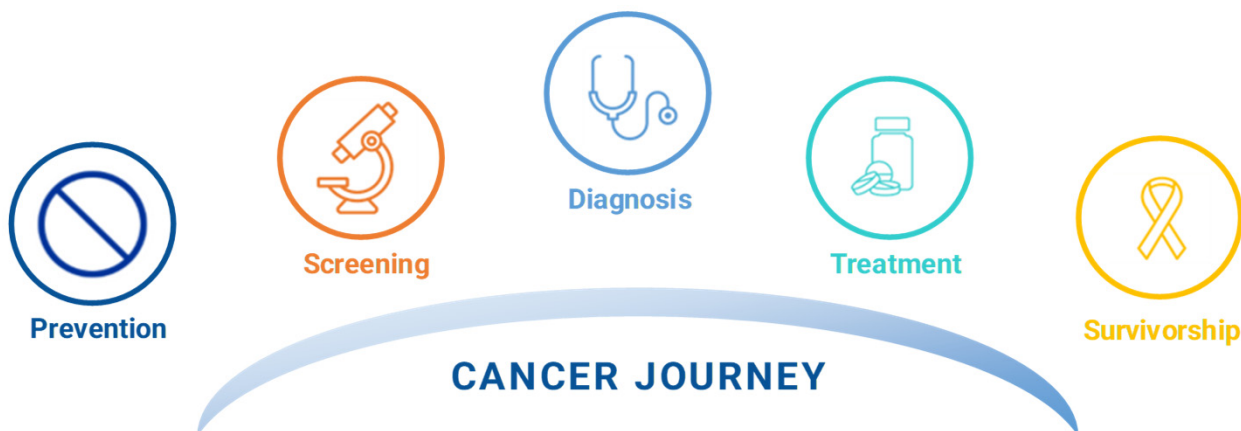 Prevention
Screening
Diagnosis
Treatment
Survivorship
CANCER JOURNEY